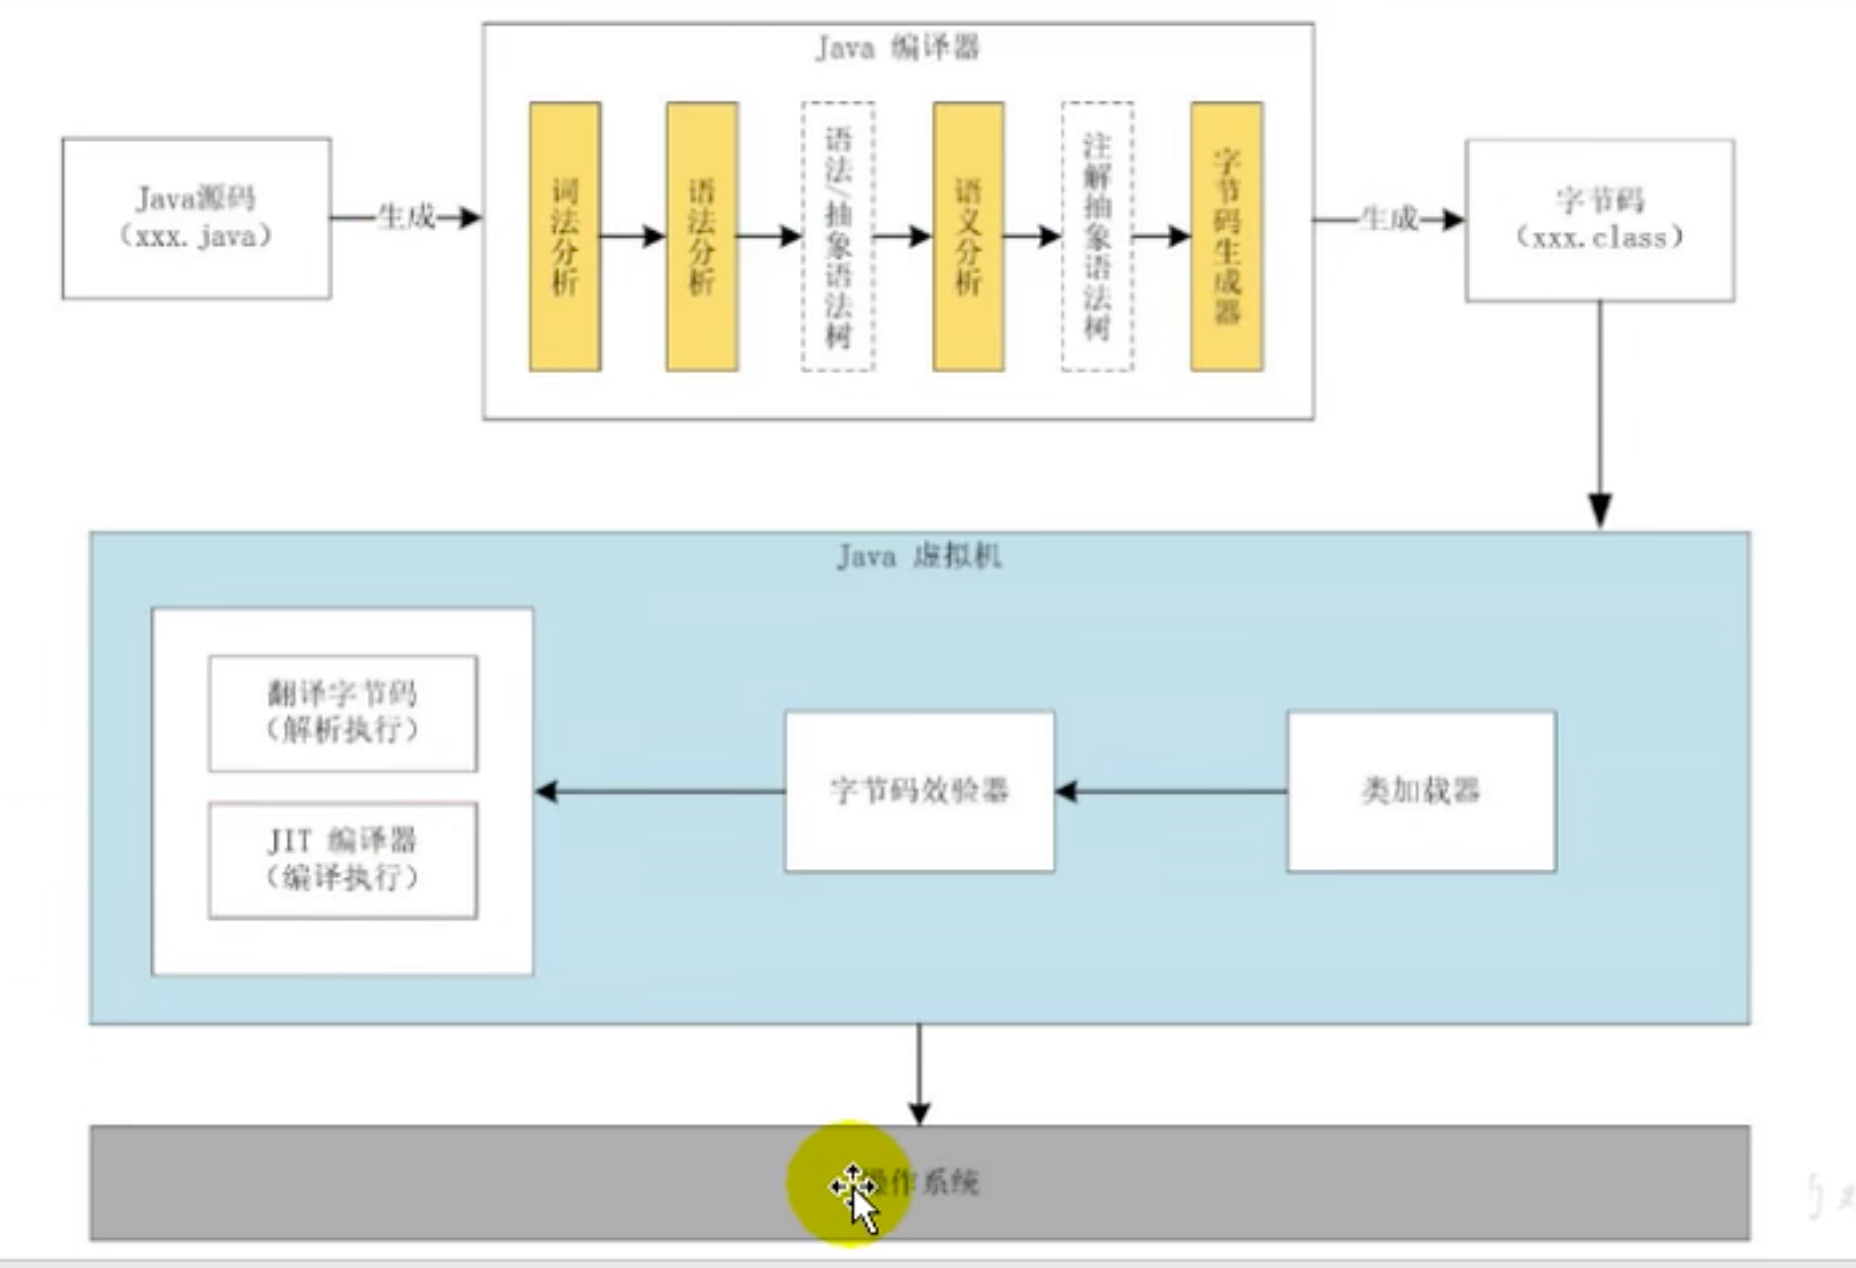 Java 编译器
Java源码
（xxx.java）
生成
词法分析
语法分析
语法/抽象语法树
语义分析
注解抽象语法树
字节码生成器
生成
字节码
（xxx.class）
Java 虚拟机
翻译字节码
（解析执行）
JIT 编译器
（编译执行）
字节码效验器
类加载器
操作系统